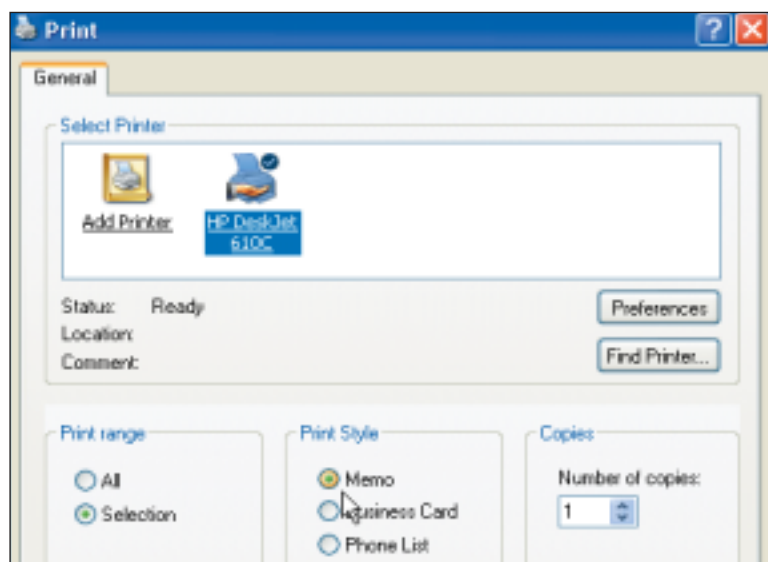 Print
General
Select Printer
Add Printer
HP DeskJet
610C
Status: Ready
Location:
Comment:
Preferences
Find Printer...
Print range
All
Selection
Print Style
Memo
Business Card
Phone List
Copies
Number of copies:
1